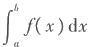 ∫_a^b f(x)dx